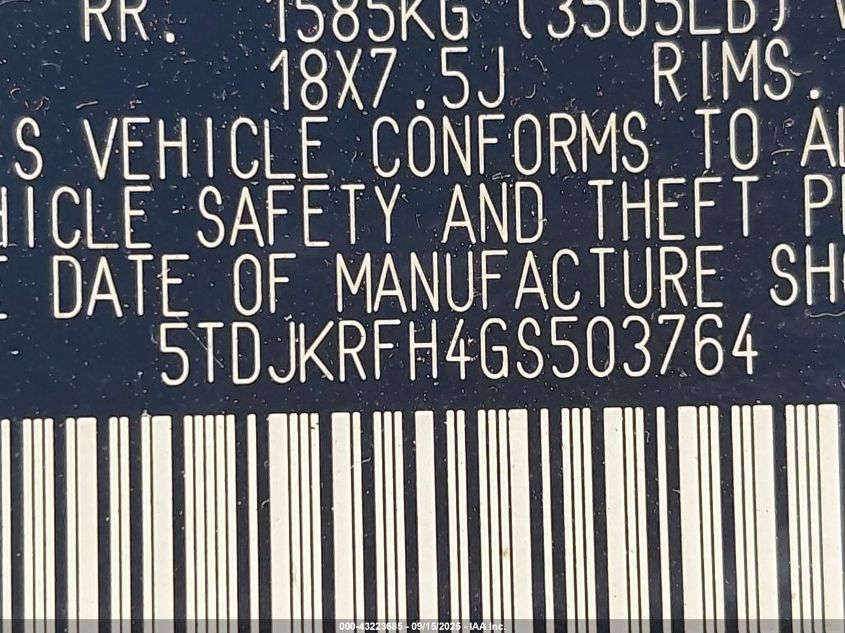 RR. 1585KG (3505LB)
18X7.5J RIMS.
S VEHICLE CONFORMS TO
ICLE SAFETY AND THEFT
DATE OF MANUFACTURE SH
5TDJKRFH4GS503764
000-43223685 - 09/15/2025 - IAA Inc.